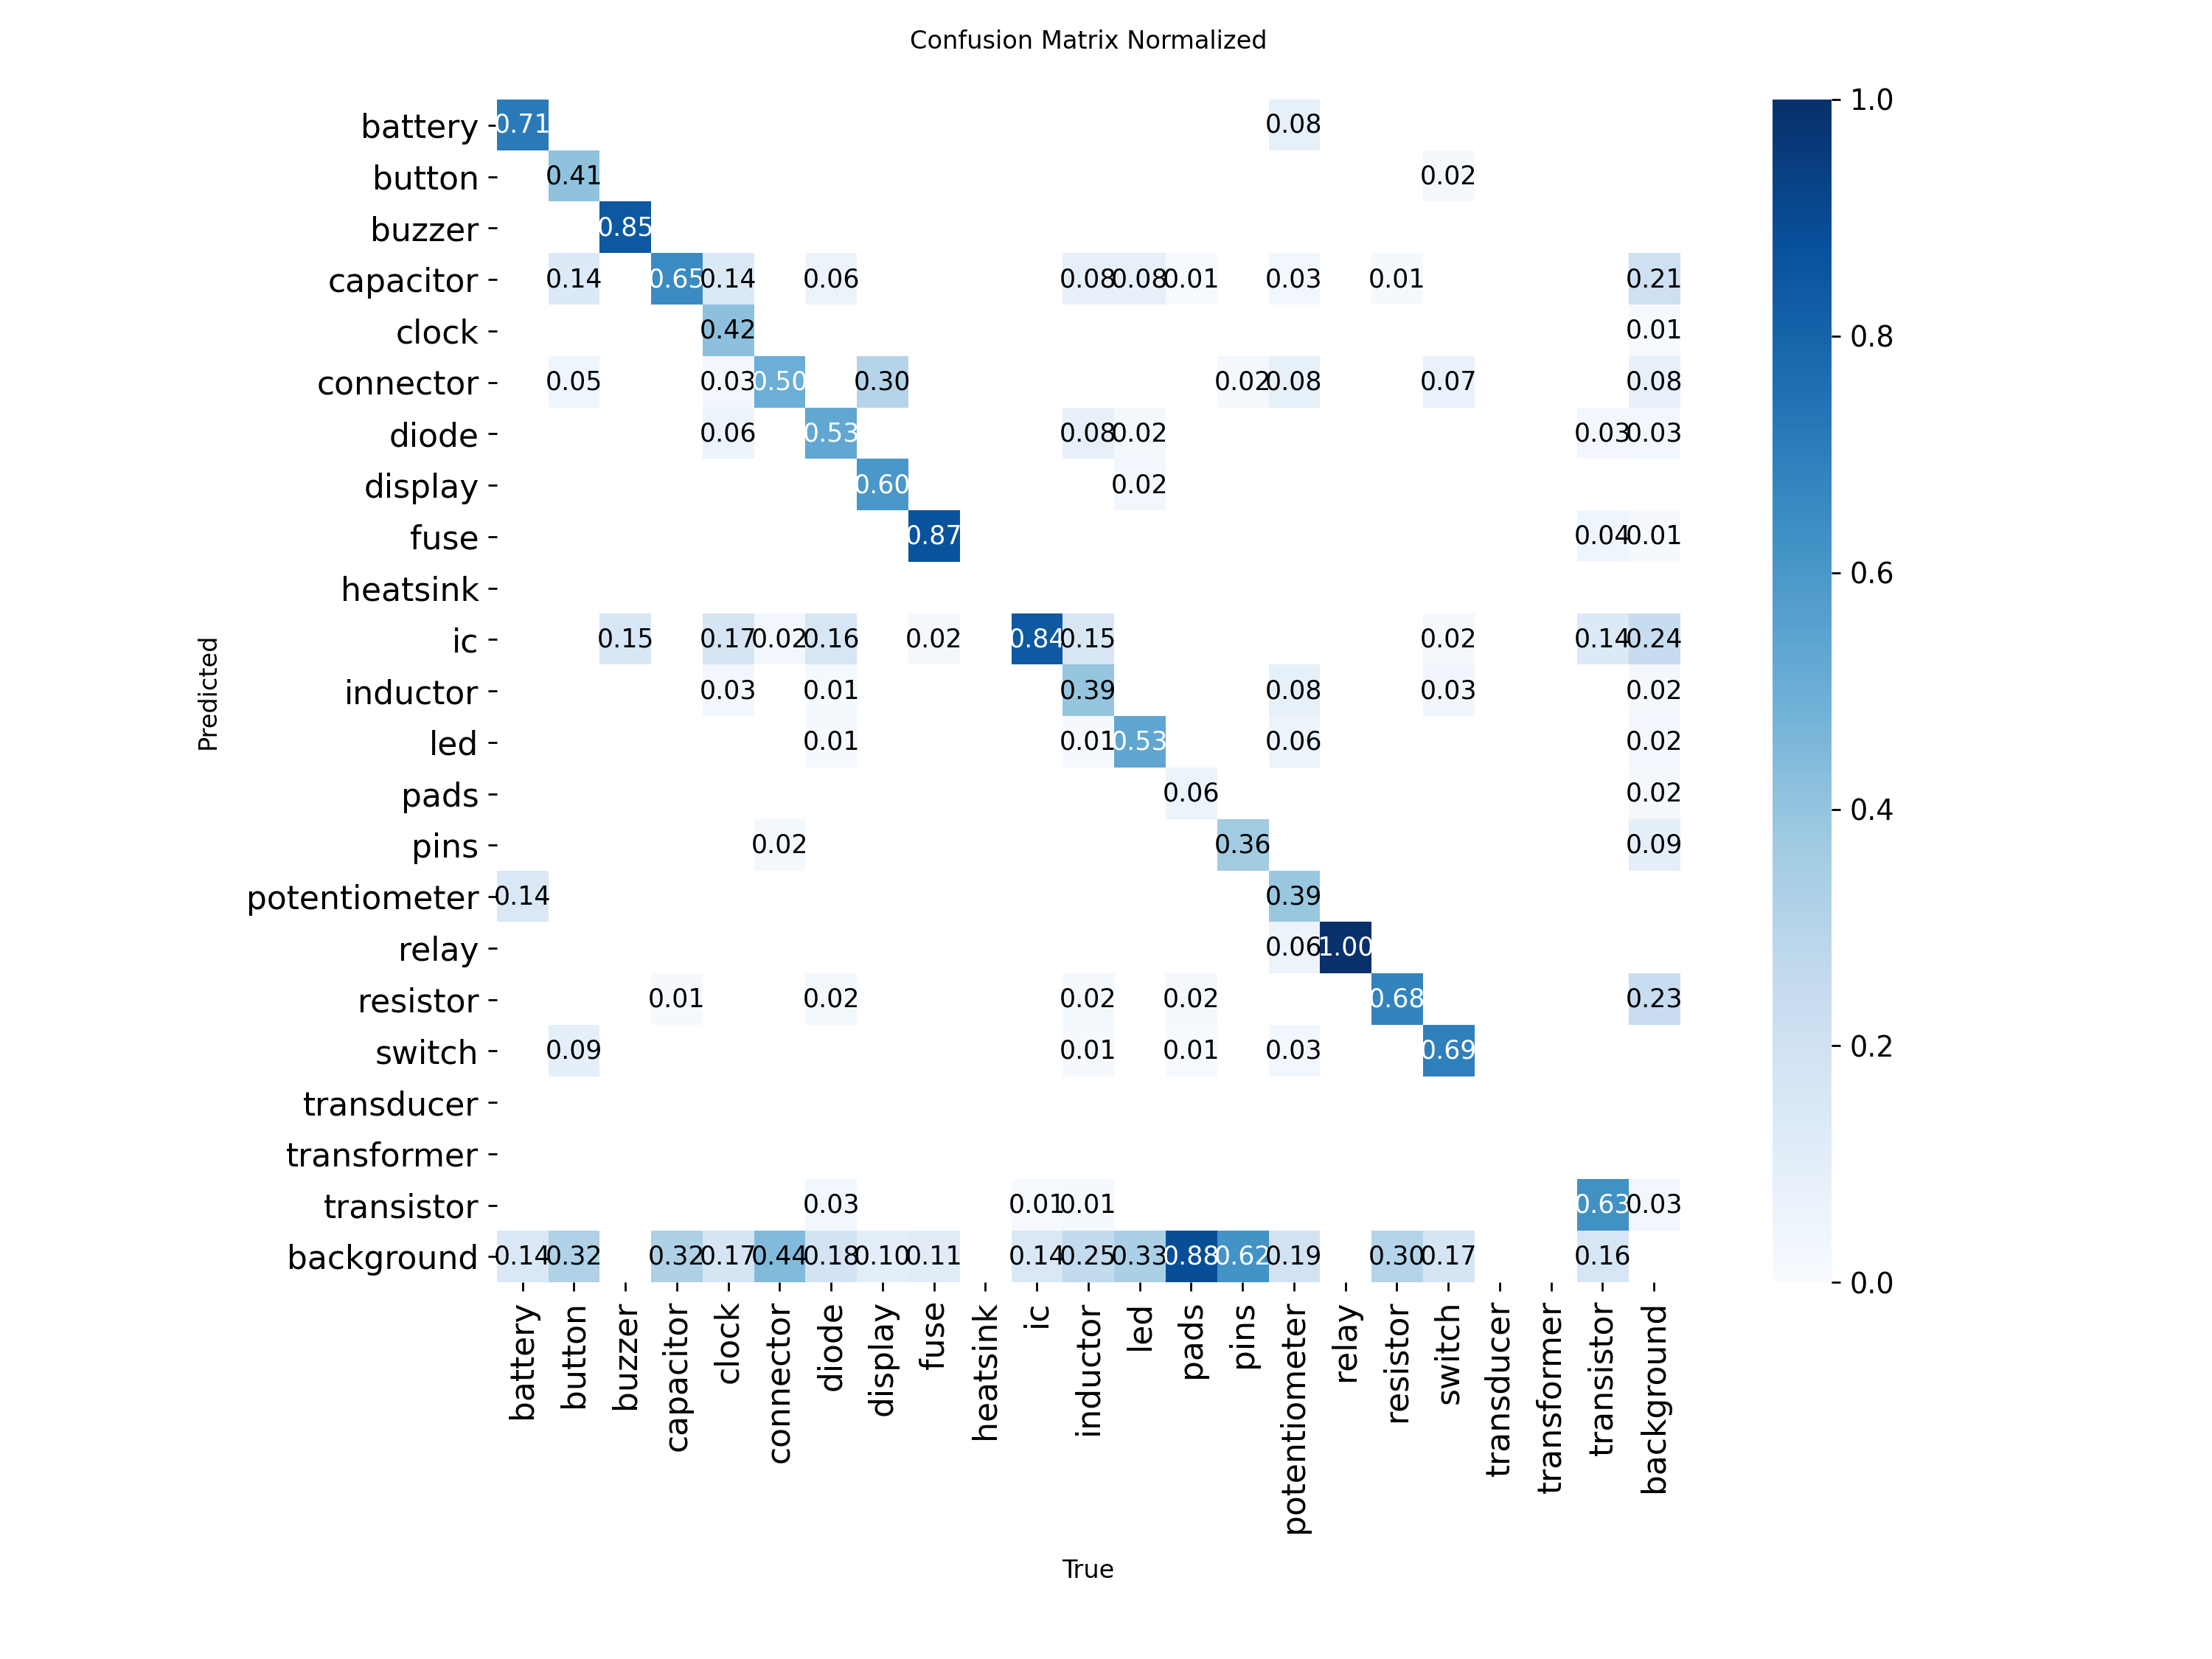 Confusion Matrix Normalized
battery 0.71 0.08
button 0.41 0.02
buzzer 0.85
capacitor 0.14 0.65 0.14 0.06 0.08 0.08 0.01 0.03 0.01 0.21
clock 0.42 0.01
connector 0.05 0.03 0.50 0.30 0.02 0.08 0.07 0.08
diode 0.06 0.53 0.08 0.02 0.03 0.03
display 0.60 0.02
fuse 0.87 0.04 0.01
heatsink
ic 0.15 0.17 0.02 0.16 0.02 0.84 0.15 0.02 0.14 0.24
inductor 0.03 0.01 0.39 0.08 0.03 0.02
led 0.01 0.01 0.53 0.06 0.02
pads 0.06 0.02
pins 0.02 0.36 0.09
potentiometer 0.14 0.39
relay 0.06 1.00
resistor 0.01 0.02 0.02 0.02 0.68 0.23
switch 0.09 0.01 0.01 0.03 0.69
transducer
transformer
transistor 0.03 0.01 0.01 0.63 0.03
background 0.14 0.32 0.32 0.17 0.44 0.18 0.10 0.11 0.14 0.25 0.33 0.88 0.62 0.19 0.30 0.17 0.16
Predicted
battery
button
buzzer
capacitor
clock
connector
diode
display
fuse
heatsink
ic
inductor
led
pads
pins
potentiometer
relay
resistor
switch
transducer
transformer
transistor
background
True
1.0
0.8
0.6
0.4
0.2
0.0